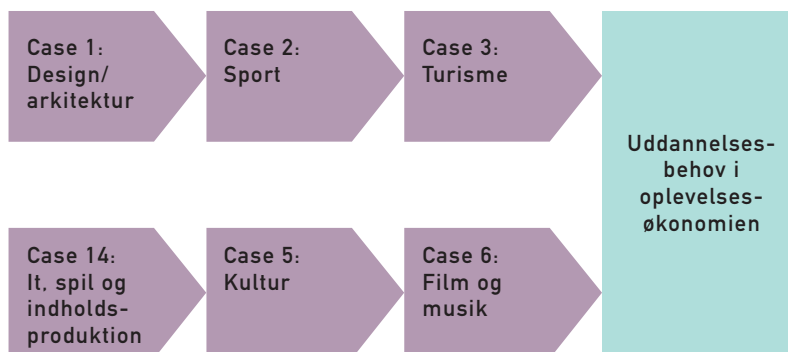 Case 1:
Design/
arkitektur
Case 2:
Sport
Case 3:
Turisme
Uddannelses-
behov i
oplevelses-
økonomien
Case 14:
It, spil og
indholds-
produktion
Case 5:
Kultur
Case 6:
Film og
musik